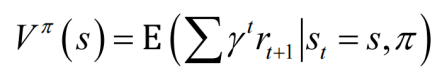 V^π(s) = E(∑γ^t r_{t+1} | s_t = s, π)